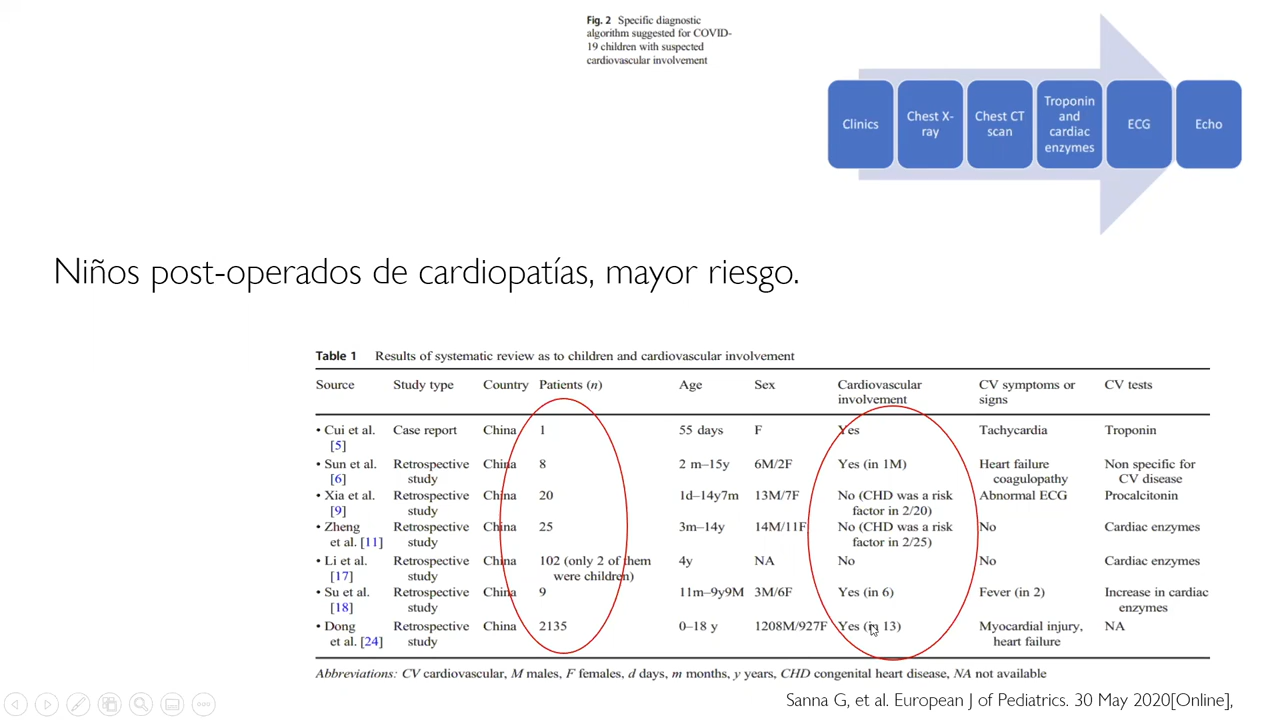 Fig. 2 Specific diagnostic
algorithm suggested for COVID-
19 children with suspected
cardiovascular involvement
Clinics
Chest X-
ray
Chest CT
scan
Troponin
and
cardiac
enzymes
ECG
Echo
Niños post-operados de cardiopatías, mayor riesgo.
Table 1 Results of systematic review as to children and cardiovascular involvement
Source Study type Country Patients (n) Age Sex Cardiovascular CV symptoms or CV tests
involvement signs
• Cui et al. Case report China 1 55 days F Yes Tachycardia Troponin
[5]
• Sun et al. Retrospective China 8 2 m–15y 6M/2F Yes (in 1M) Heart failure Non specific for
[6] study coagulopathy CV disease
• Xia et al. Retrospective China 20 1d–14y7m 13M/7F No (CHD was a risk Abnormal ECG Procalcitonin
[9] study factor in 2/20)
• Zheng Retrospective China 25 3m–14y 14M/11F No (CHD was a risk No Cardiac enzymes
et al. [11] study factor in 2/25)
• Li et al. Retrospective China 102 (only 2 of them 4y NA No No Cardiac enzymes
[17] study were children)
• Su et al. Retrospective China 9 11m–9y9M 3M/6F Yes (in 6) Fever (in 2) Increase in cardiac
[18] study enzymes
• Dong Retrospective China 2135 0–18 y 1208M/927F Yes (in 13) Myocardial injury, NA
et al. [24] study heart failure
Abbreviations: CV cardiovascular, M males, F females, d days, m months, y years, CHD congenital heart disease, NA not available
Sanna G, et al. European J of Pediatrics. 30 May 2020[Online],